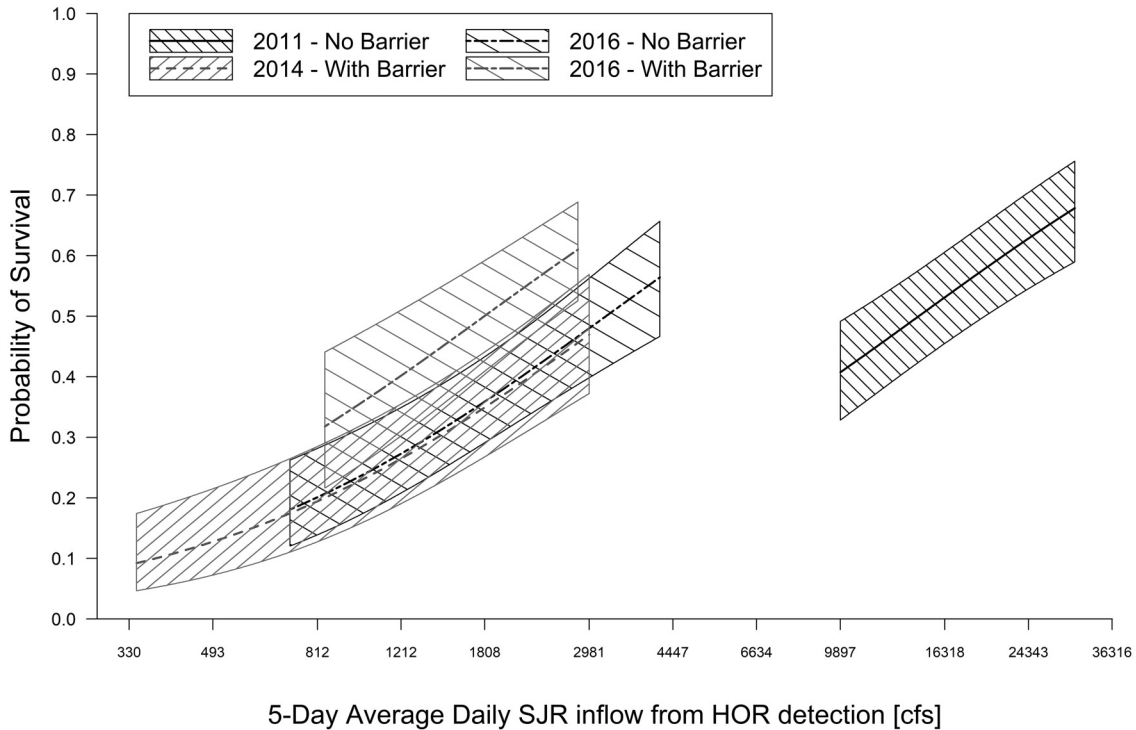 2011 - No Barrier
2014 - With Barrier
2016 - No Barrier
2016 - With Barrier
Probability of Survival
1.0
0.9
0.8
0.7
0.6
0.5
0.4
0.3
0.2
0.1
0.0
330 493 812 1212 1808 2981 4447 6634 9897 16318 24343 36316
5-Day Average Daily SJR inflow from HOR detection [cfs]